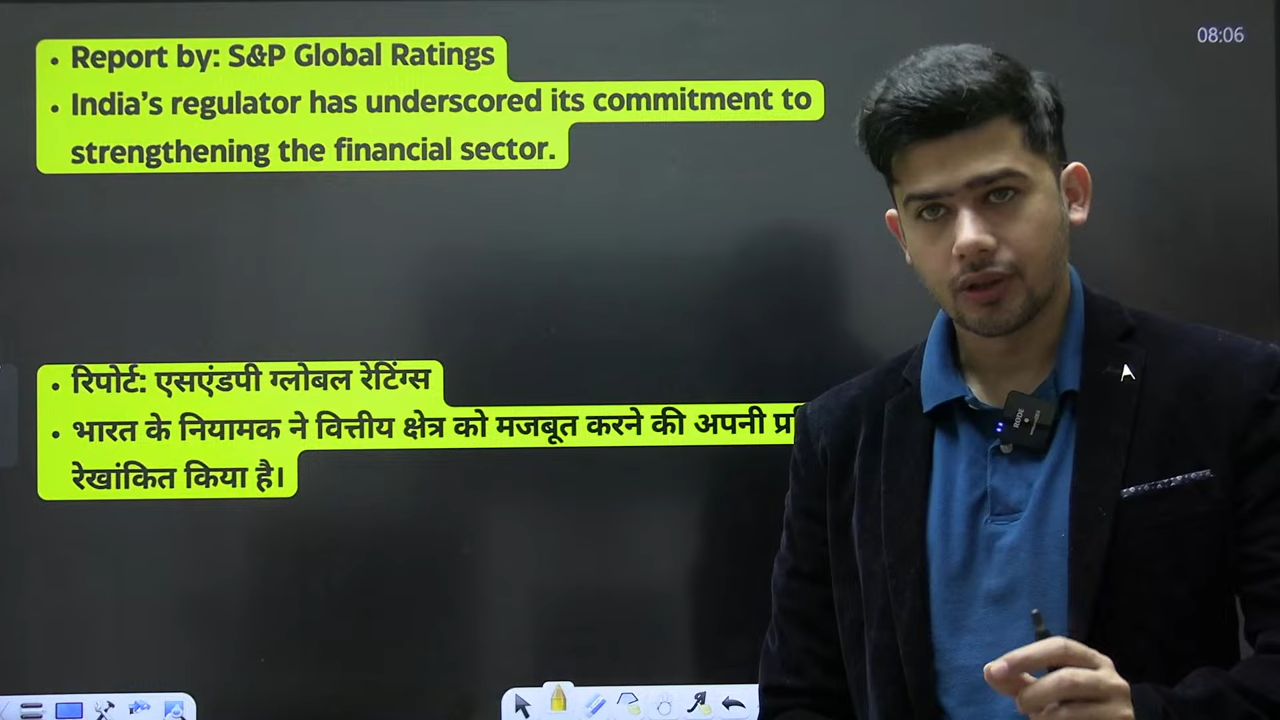 08:06
• Report by: S&P Global Ratings
• India’s regulator has underscored its commitment to
strengthening the financial sector.
• रिपोर्ट: एसएंडपी ग्लोबल रेटिंग्स
• भारत के नियामक ने वित्तीय क्षेत्र को मजबूत करने की अपनी
रेखांकित किया है।
RODE